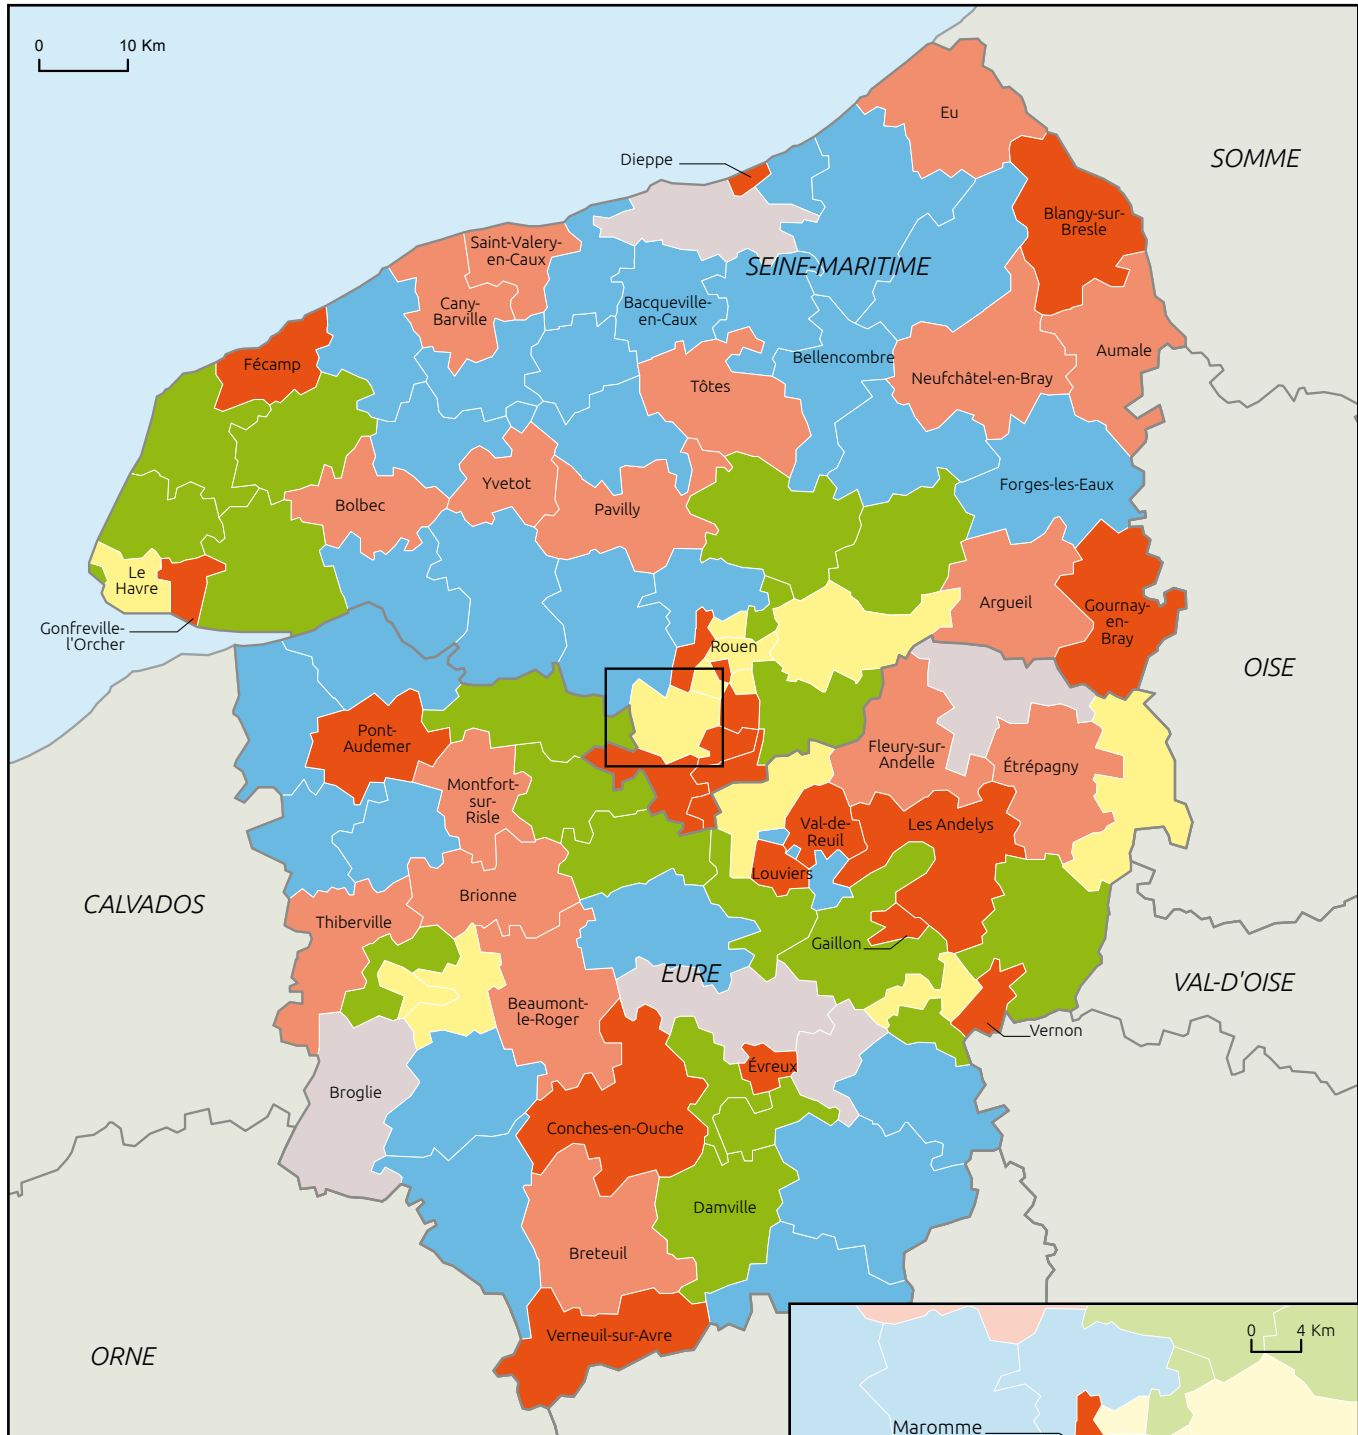 0 10 Km
Eu
SOMME
Dieppe
Blangy-sur-
Bresle
Saint-Valery-
en-Caux
SEINE-MARITIME
Cany-
Barville
Bacqueville-
en-Caux
Fécamp
Bellencombre
Aumale
Tôtes
Neufchâtel-en-Bray
Yvetot
Forges-les-Eaux
Bolbec
Pavilly
Le
Havre
Argueil
Gournay-
en-
Bray
Gonfreville-
l'Orcher
Rouen
OISE
Pont-
Audemer
Fleury-sur-
Andelle
Étrépagny
Montfort-
sur-
Risle
Val-de-
Reuil
Les Andelys
Louviers
CALVADOS
Brionne
Thiberville
Gaillon
EURE
VAL-D'OISE
Beaumont-
le-Roger
Vernon
Évreux
Broglie
Conches-en-Ouche
Damville
Breteuil
Verneuil-sur-Avre
ORNE
0 4 Km
Maromme